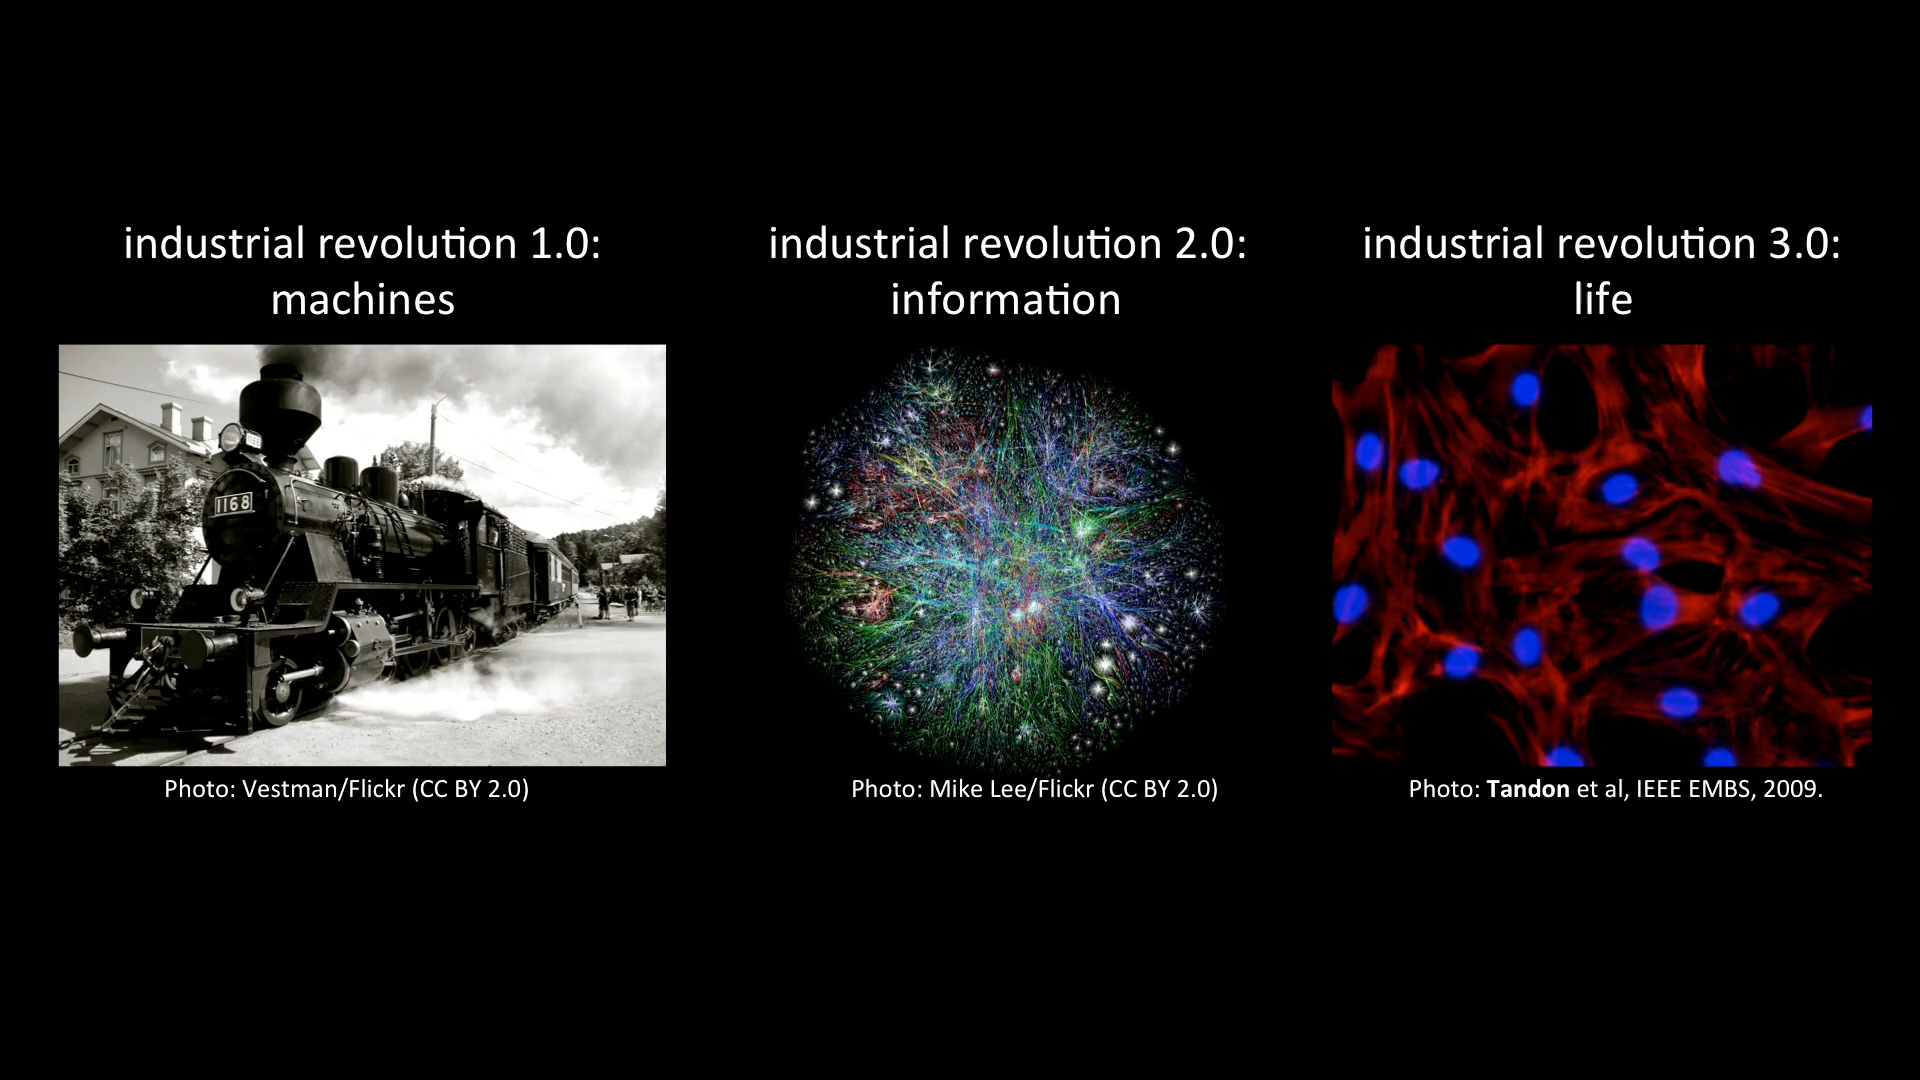 industrial revolution 1.0:
machines
industrial revolution 2.0:
information
industrial revolution 3.0:
life
1168
Photo: Vestman/Flickr (CC BY 2.0)
Photo: Mike Lee/Flickr (CC BY 2.0)
Photo: Tandon et al, IEEE EMBS, 2009.